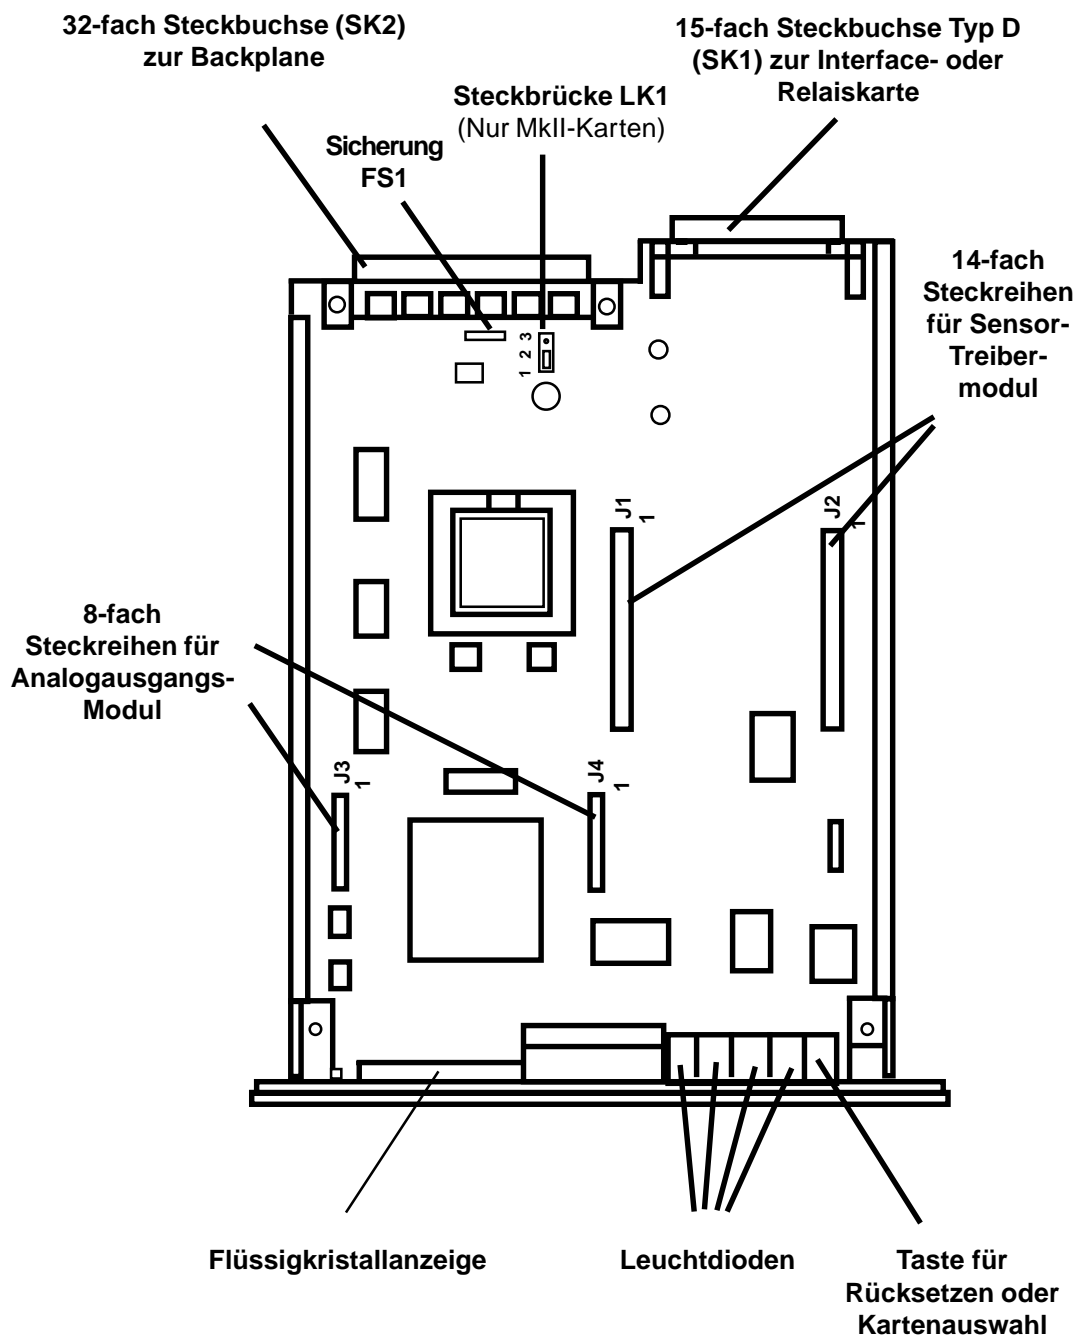 32-fach Steckbuchse (SK2)
zur Backplane
15-fach Steckbuchse Typ D
(SK1) zur Interface- oder
Relaiskarte
Steckbrücke LK1
(Nur MkII-Karten)
Sicherung
FS1
14-fach
Steckreihen
für Sensor-
Treiber-
modul
1 2 3
J1
1
J2
1
8-fach
Steckreihen für
Analogausgangs-
Modul
J3
1
J4
1
Flüssigkristallanzeige
Leuchtdioden
Taste für
Rücksetzen oder
Kartenauswahl